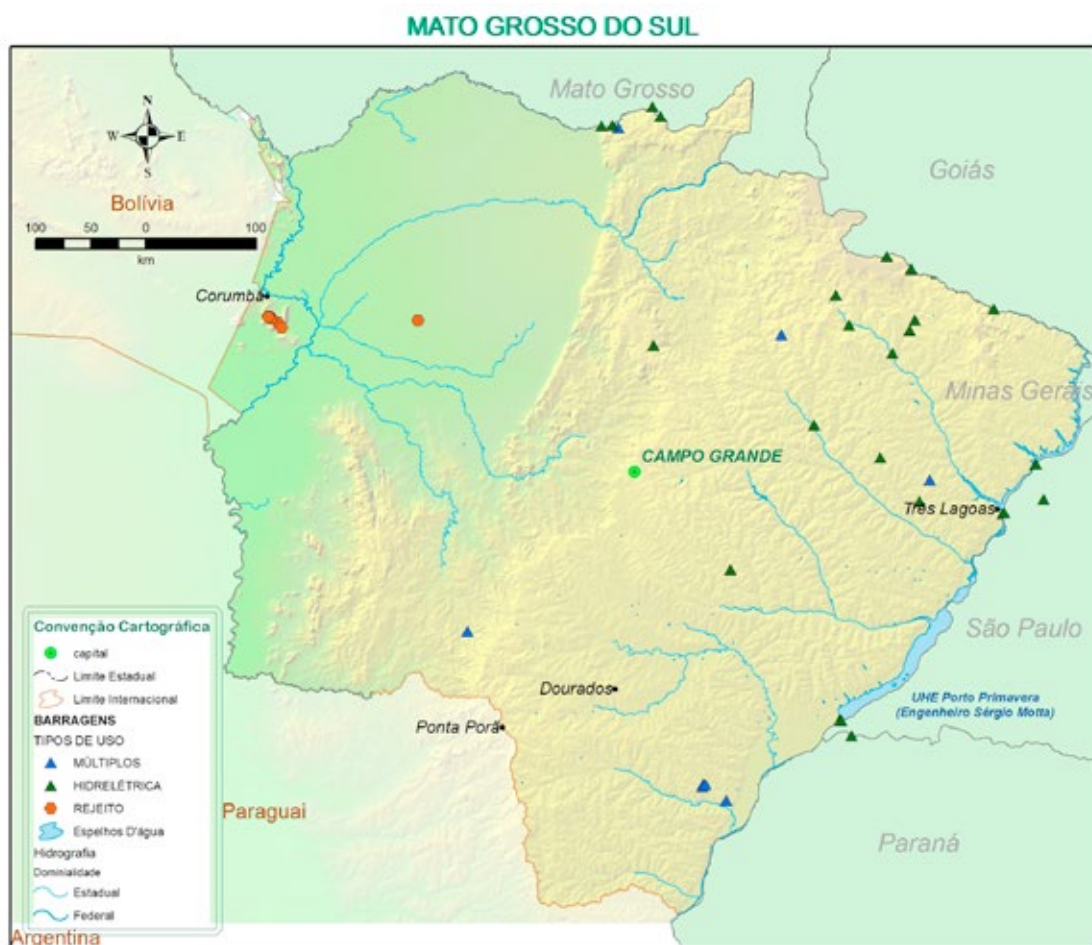 MATO GROSSO DO SUL
Mato Grosso
N
W E
S
Goiás
Bolívia
100 50 0 100
km
Corumbá
Minas Gerais
CAMPO GRANDE
Três Lagoas
São Paulo
Dourados
UHE Porto Primavera
(Engenheiro Sérgio Motta)
Ponta Porã
Paraguai
Paraná
Convenção Cartográfica
capital
Limite Estadual
Limite Internacional
BARRAGENS
TIPOS DE USO
MÚLTIPLOS
HIDRELÉTRICA
REJEITO
Espelhos D'água
Hidrografia
Dominialidade
Estadual
Federal
Argentina